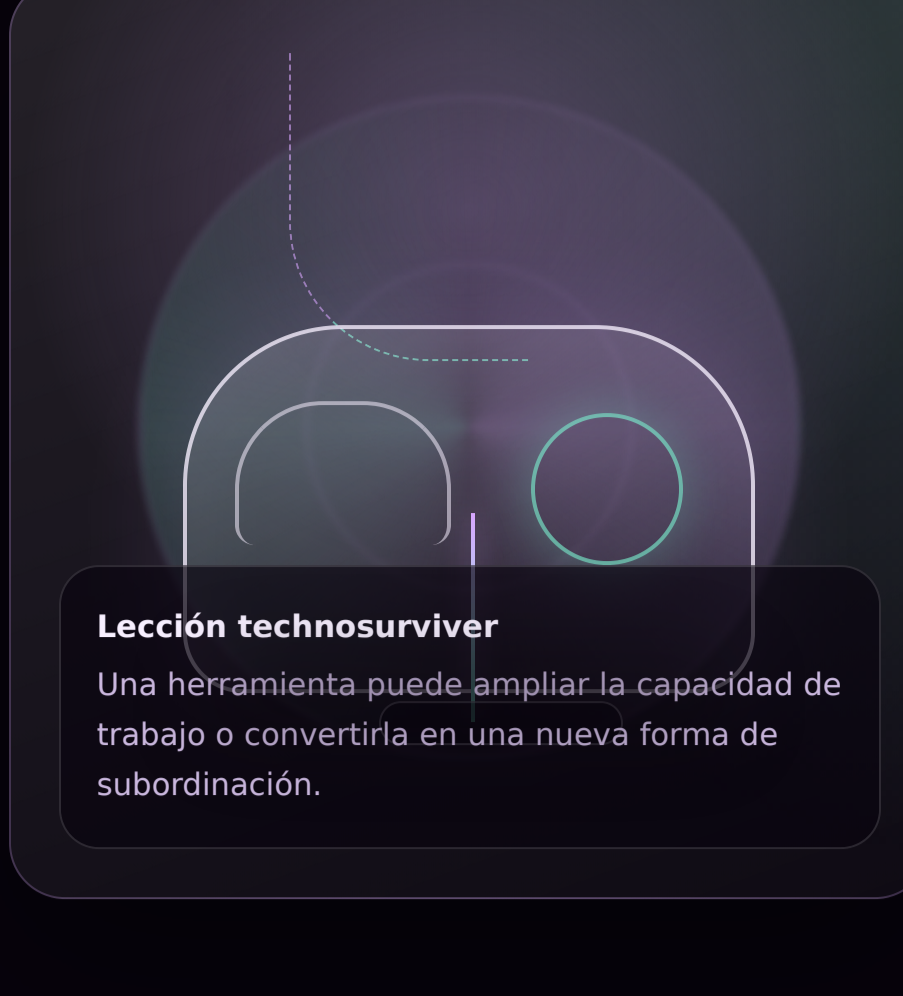 Lección technosurviver
Una herramienta puede ampliar la capacidad de
trabajo o convertirla en una nueva forma de
subordinación.